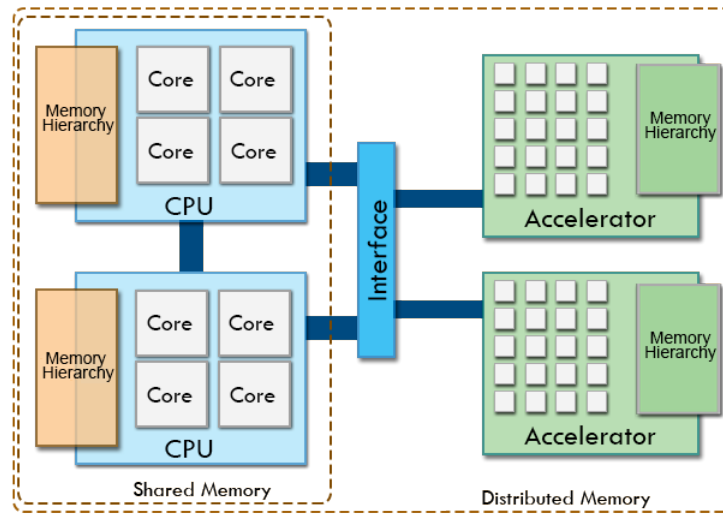 Memory
Hierarchy
Core
Core
Core
Core
CPU
Memory
Hierarchy
Core
Core
Core
Core
CPU
Shared Memory
Interface
Memory
Hierarchy
Accelerator
Memory
Hierarchy
Accelerator
Distributed Memory